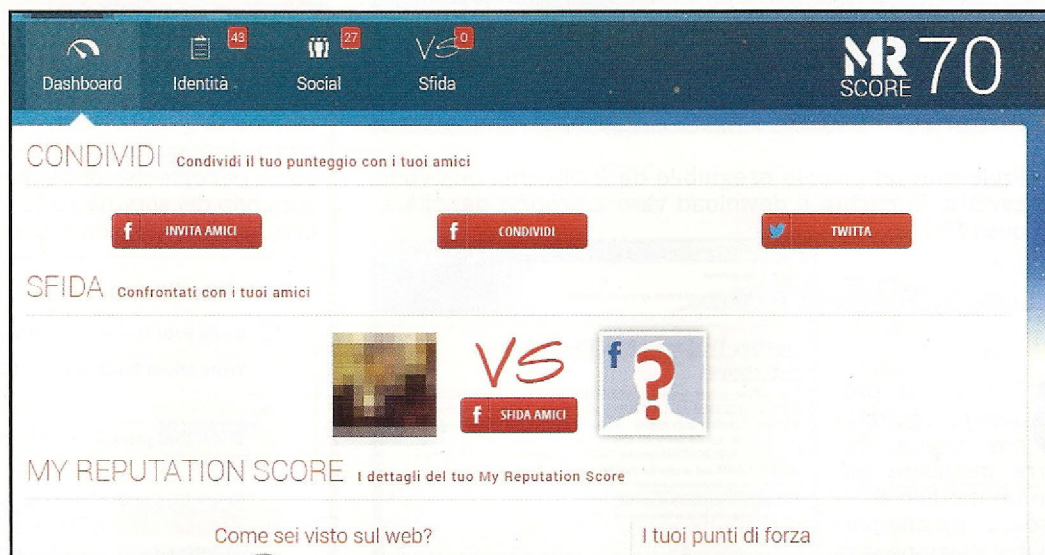 43
27
VS 0
Dashboard
Identità
Social
Sfida
MR
SCORE
70
CONDIVIDI Condividi il tuo punteggio con i tuoi amici
f INVITA AMICI
f CONDIVIDI
TWITTA
SFIDA Confrontati con i tuoi amici
VS
f
?
f SFIDA AMICI
MY REPUTATION SCORE I dettagli del tuo My Reputation Score
Come sei visto sul web?
I tuoi punti di forza